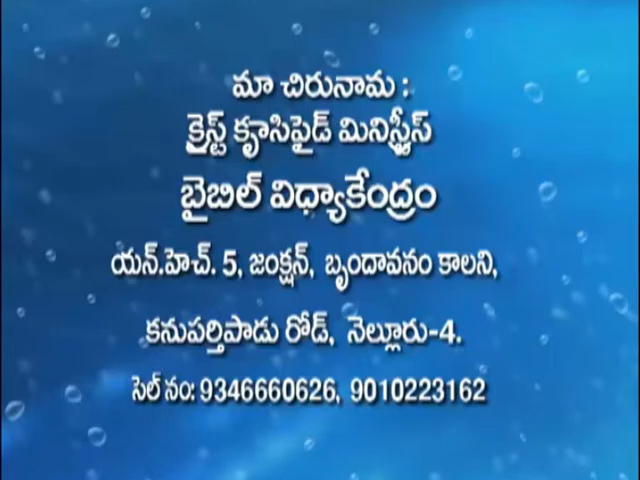 మా చిరునామ :
క్రైస్ట్ కృాసిఫైడ్ మినిస్ట్రీస్
బైబిల్ విధ్యాకేంద్రం
యన్.హెచ్. 5, జంక్షన్, బృందావనం కాలని,
కనుపర్తిపాడు రోడ్, నెల్లూరు-4.
సెల్ నం: 9346660626, 9010223162